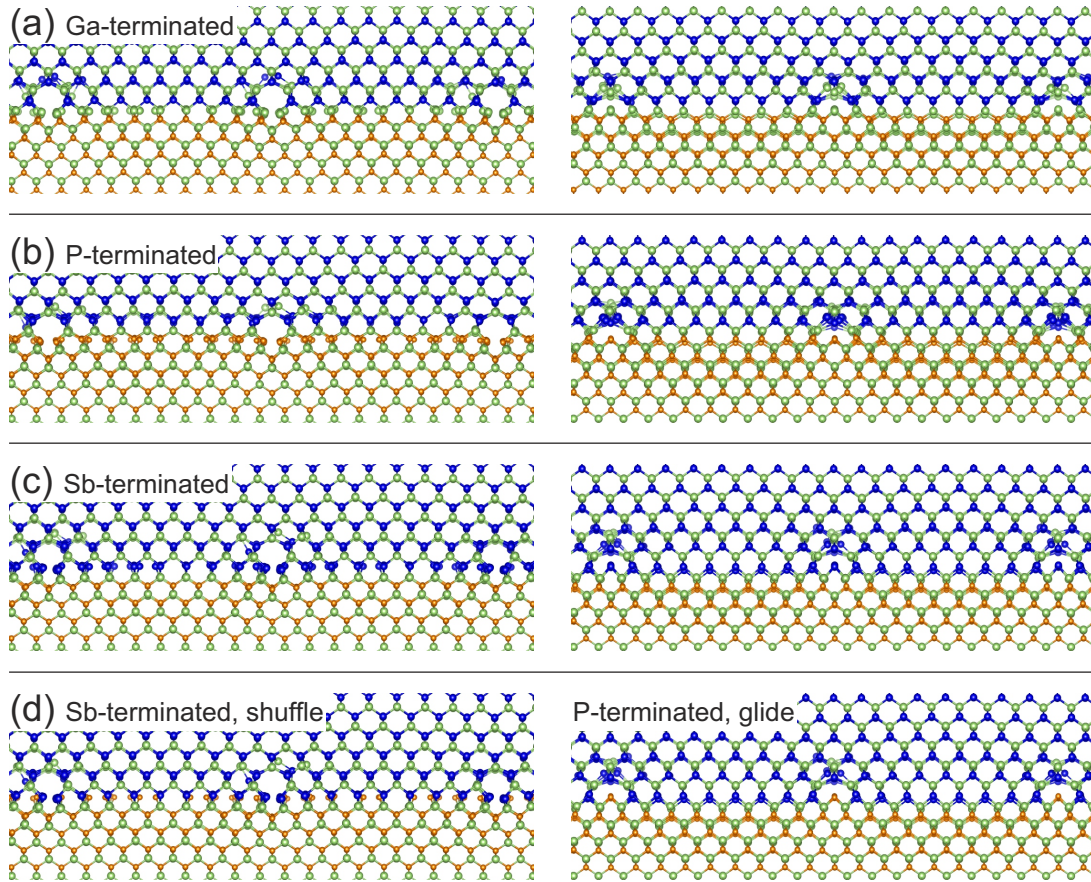 (a) Ga-terminated
(b) P-terminated
(c) Sb-terminated
(d) Sb-terminated, shuffle
P-terminated, glide